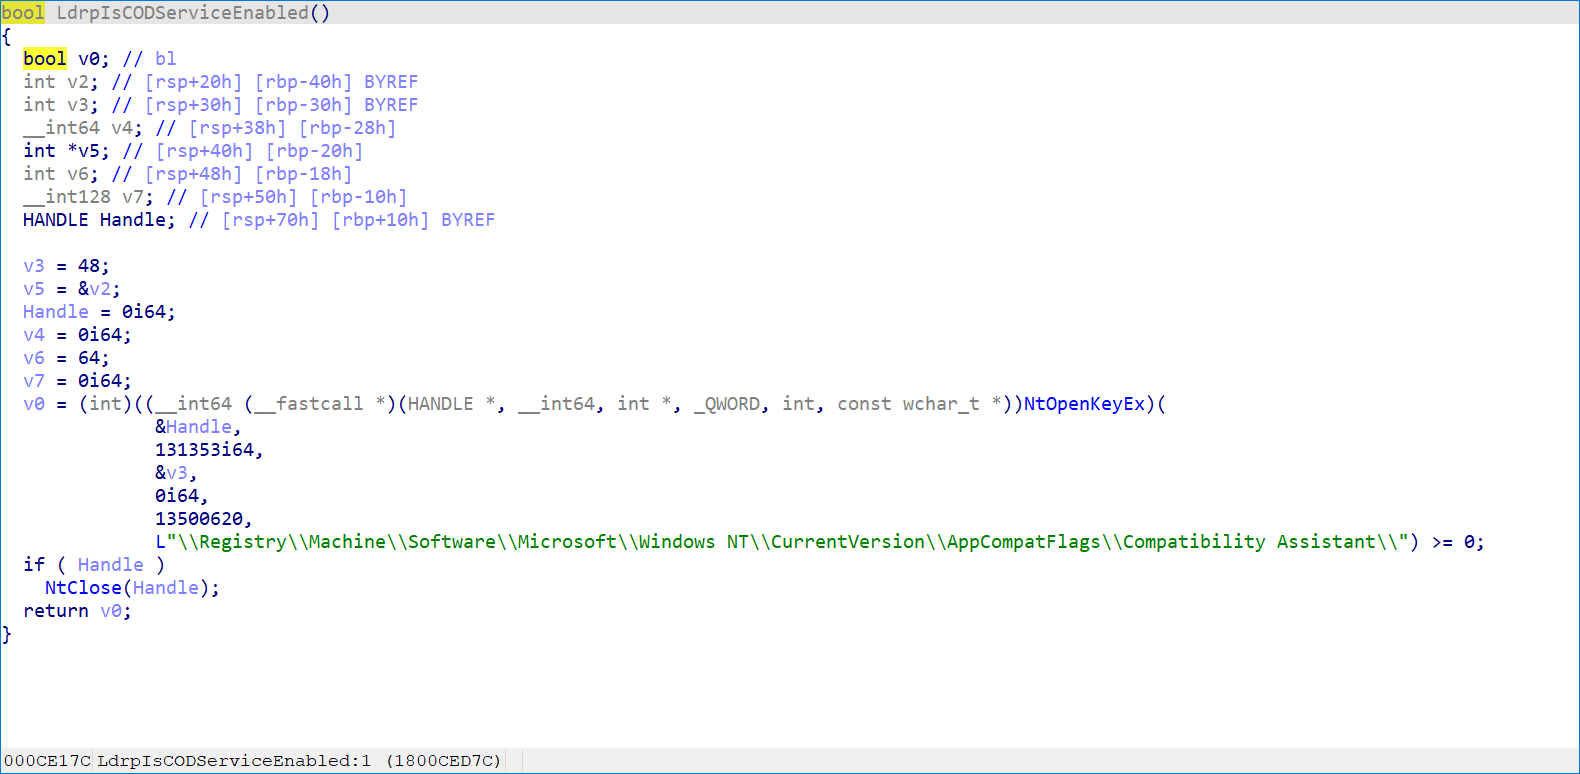 bool LdrpIsCODServiceEnabled()
{
  bool v0; // bl
  int v2; // [rsp+20h] [rbp-40h] BYREF
  int v3; // [rsp+30h] [rbp-30h] BYREF
  __int64 v4; // [rsp+38h] [rbp-28h]
  int *v5; // [rsp+40h] [rbp-20h]
  int v6; // [rsp+48h] [rbp-18h]
  __int128 v7; // [rsp+50h] [rbp-10h]
  HANDLE Handle; // [rsp+70h] [rbp+10h] BYREF

  v3 = 48;
  v5 = &v2;
  Handle = 0i64;
  v4 = 0i64;
  v6 = 64;
  v7 = 0i64;
  v0 = (int)((__int64 (__fastcall *)(HANDLE *, __int64, int *, _QWORD, int, const wchar_t *))NtOpenKeyEx)(
              &Handle,
              131353i64,
              &v3,
              0i64,
              13500620,
              L"\\Registry\\Machine\\Software\\Microsoft\\Windows NT\\CurrentVersion\\AppCompatFlags\\Compatibility Assistant\\") >= 0;
  if ( Handle )
    NtClose(Handle);
  return v0;
}
000CE17C LdrpIsCODServiceEnabled:1 (1800CED7C)